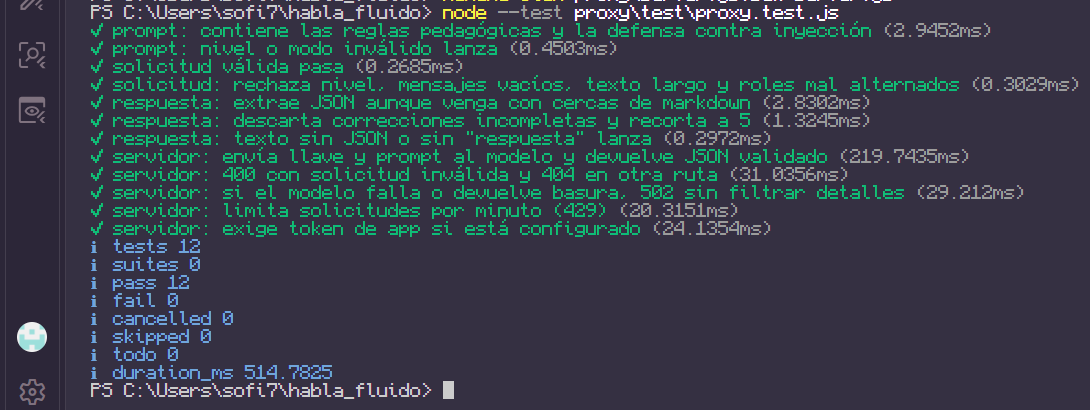 PS C:\Users\sofi7\habla_fluido> node --test proxy\test\proxy.test.js
✓ prompt: contiene las reglas pedagógicas y la defensa contra inyección (2.9452ms)
✓ prompt: nivel o modo inválido lanza (0.4503ms)
✓ solicitud válida pasa (0.2685ms)
✓ solicitud: rechaza nivel, mensajes vacíos, texto largo y roles mal alternados (0.3029ms)
✓ respuesta: extrae JSON aunque venga con cercas de markdown (2.8302ms)
✓ respuesta: descarta correcciones incompletas y recorta a 5 (1.3245ms)
✓ respuesta: texto sin JSON o sin "respuesta" lanza (0.2972ms)
✓ servidor: envía llave y prompt al modelo y devuelve JSON validado (219.7435ms)
✓ servidor: 400 con solicitud inválida y 404 en otra ruta (31.0356ms)
✓ servidor: si el modelo falla o devuelve basura, 502 sin filtrar detalles (29.212ms)
✓ servidor: limita solicitudes por minuto (429) (20.3151ms)
✓ servidor: exige token de app si está configurado (24.1354ms)
ℹ tests 12
ℹ suites 0
ℹ pass 12
ℹ fail 0
ℹ cancelled 0
ℹ skipped 0
ℹ todo 0
ℹ duration_ms 514.7825
PS C:\Users\sofi7\habla_fluido>